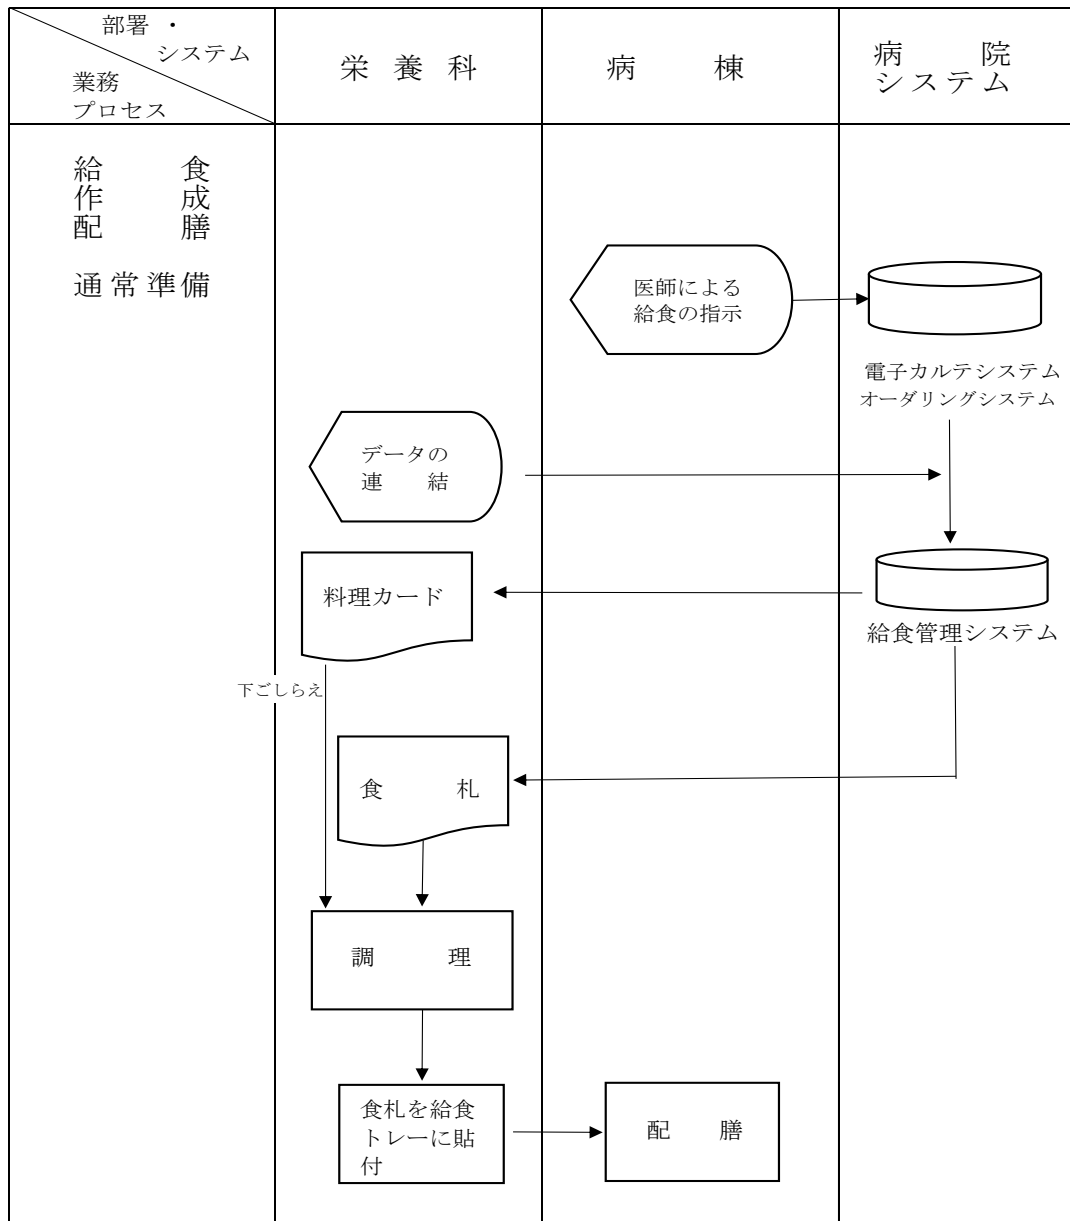 部署 ・
システム
業務
プロセス
栄養科
病棟
病院
システム
給食
作成
配膳
通常準備
医師による
給食の指示
電子カルテシステム
オーダリングシステム
データの
連結
料理カード
給食管理システム
下ごしらえ
食札
調理
食札を給食
トレーに貼
付
配膳